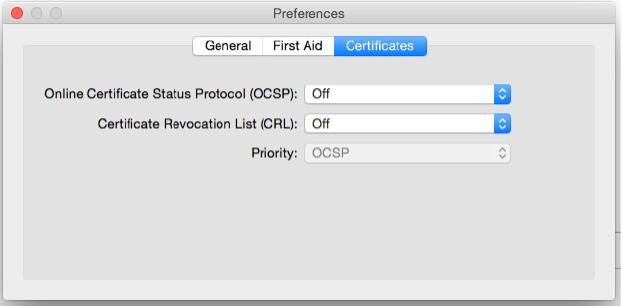 Preferences
General First Aid Certificates
Online Certificate Status Protocol (OCSP): Off
Certificate Revocation List (CRL): Off
Priority: OCSP